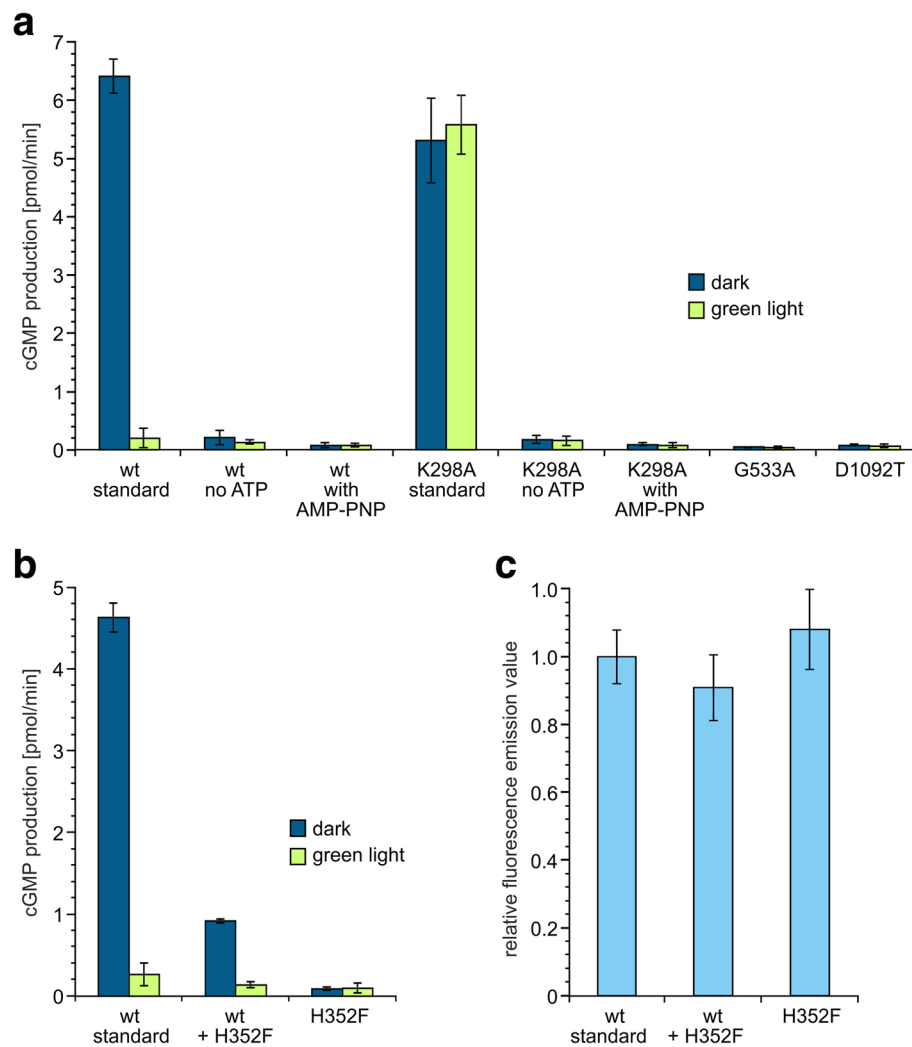 a
cGMP production [pmol/min]
7
6
5
4
3
2
1
0
dark
green light
wt
standard
wt
no ATP
wt
with
AMP-PNP
K298A
standard
K298A
no ATP
K298A
with
AMP-PNP
G533A
D1092T
b
cGMP production [pmol/min]
5
4
3
2
1
0
dark
green light
wt
standard
wt
+ H352F
H352F
c
relative fluorescence emission value
1.0
1.0
0.8
0.6
0.4
0.2
0
wt
standard
wt
+ H352F
H352F